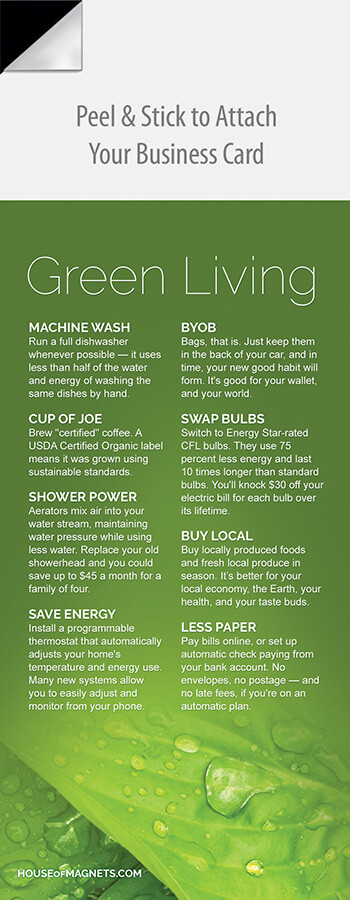 Peel & Stick to Attach
Your Business Card
Green Living
MACHINE WASH
Run a full dishwasher
whenever possible — it uses
less than half of the water
and energy of washing the
same dishes by hand.
CUP OF JOE
Brew "certified" coffee. A
USDA Certified Organic label
means it was grown using
sustainable standards.
SHOWER POWER
Aerators mix air into your
water stream, maintaining
water pressure while using
less water. Replace your old
showerhead and you could
save up to $45 a month for a
family of four.
SAVE ENERGY
Install a programmable
thermostat that automatically
adjusts your home's
temperature and energy use.
Many new systems allow
you to easily adjust and
monitor from your phone.
BYOB
Bags, that is. Just keep them
in the back of your car, and in
time, your new good habit will
form. It's good for your wallet,
and your world.
SWAP BULBS
Switch to Energy Star-rated
CFL bulbs. They use 75
percent less energy and last
10 times longer than standard
bulbs. You'll knock $30 off your
electric bill for each bulb over
its lifetime.
BUY LOCAL
Buy locally produced foods
and fresh local produce in
season. It's better for your
local economy, the Earth, your
health, and your taste buds.
LESS PAPER
Pay bills online, or set up
automatic check paying from
your bank account. No
envelopes, no postage — and
no late fees, if you're on an
automatic plan.
HOUSEOFMAGNETS.COM